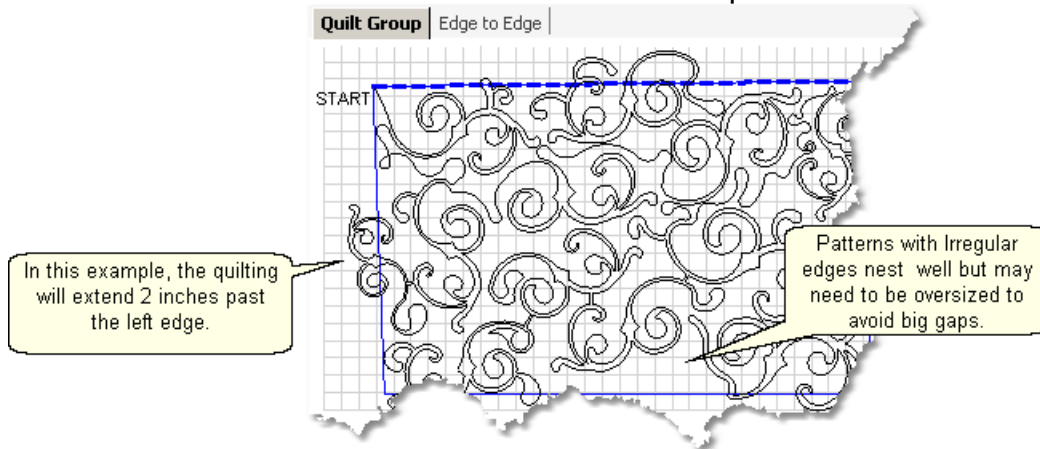 Quilt Group Edge to Edge
START
In this example, the quilting
will extend 2 inches past
the left edge.
Patterns with Irregular
edges nest well but may
need to be oversized to
avoid big gaps.